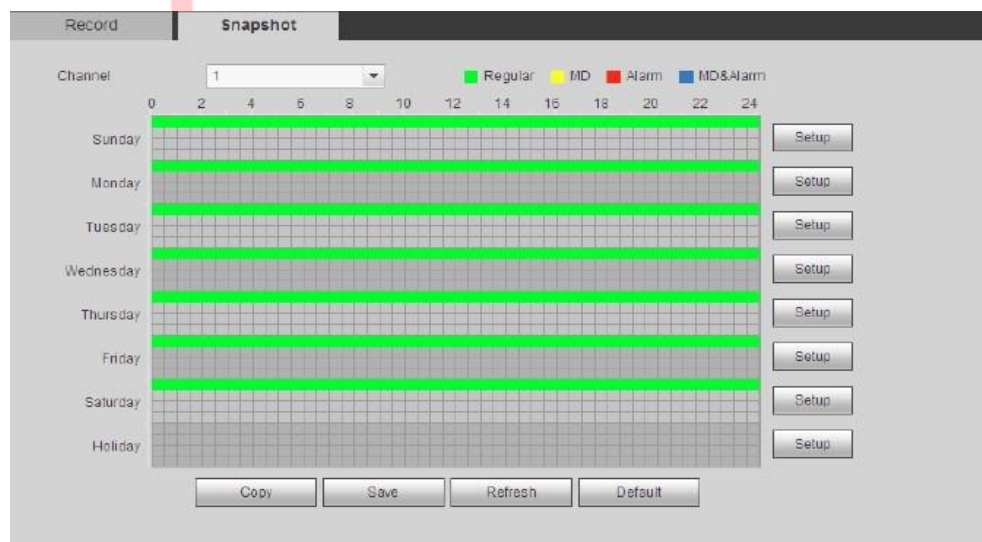 Record Snapshot
Channel 1 Regular MD Alarm MD&Alarm
0 2 4 6 8 10 12 14 16 18 20 22 24
Sunday Setup
Monday Setup
Tuesday Setup
Wednesday Setup
Thursday Setup
Friday Setup
Saturday Setup
Holiday Setup
Copy Save Refresh Default